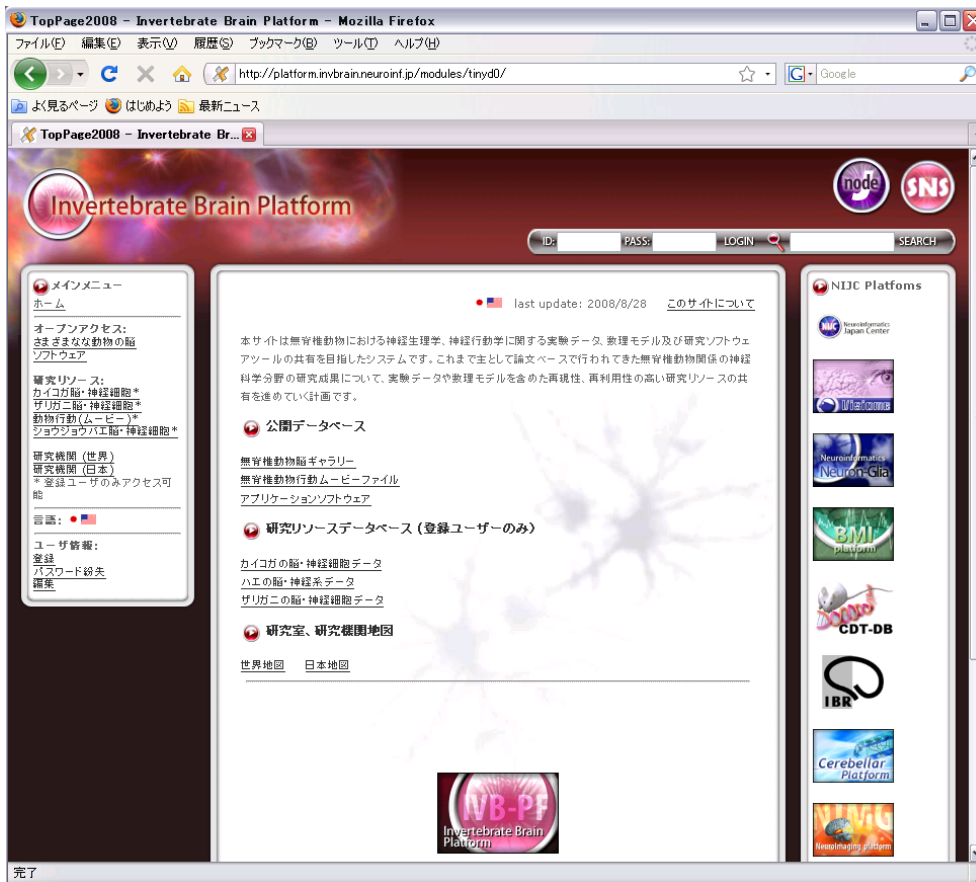 TopPage2008 - Invertebrate Brain Platform - Mozilla Firefox
ファイル(F) 編集(E) 表示(V) 履歴(S) ブックマーク(B) ツール(T) ヘルプ(H)
http://platform.invbrain.neuroinf.jp/modules/tinyd0/
Google
よく見るページ はじめよう 最新ニュース
TopPage2008 - Invertebrate Br...
Invertebrate Brain Platform
node
SNS
ID: PASS: LOGIN SEARCH
メインメニュー
ホーム
オープンアクセス:
さまざまなな動物の脳
ソフトウェア
研究リソース:
カイコガ脳・神経細胞*
ザリガニ脳・神経細胞*
動物行動(ムービー)*
ショウジョウバエ脳・神経細胞*
研究機関 (世界)
研究機関 (日本)
* 登録ユーザのみアクセス可
能
言語:
ユーザ情報:
登録
パスワード紛失
編集
last update: 2008/8/28 このサイトについて
本サイトは無脊椎動物における神経生理学、神経行動学に関する実験データ、数理モデル及び研究ソフトウェ
アツールの共有を目指したシステムです。これまで主として論文ベースで行われてきた無脊椎動物関係の神経
科学分野の研究成果について、実験データや数理モデルを含めた再現性、再利用性の高い研究リソースの共
有を進めていく計画です。
公開データベース
無脊椎動物脳ギャラリー
無脊椎動物行動ムービーファイル
アプリケーションソフトウェア
研究リソースデータベース (登録ユーザーのみ)
カイコガの脳・神経細胞データ
ハエの脳・神経系データ
ザリガニの脳・神経細胞データ
研究室、研究機関地図
世界地図 日本地図
IVB-PF
Invertebrate Brain
Platform
NIJC Platfoms
NIJC
Neuroinformatics
Japan Center
Visiome
Neuroinformatics
Neuron-Glia
BMI
platform
CDT-DB
IBR
Cerebellar
Platform
NIMG
NeuroImaging platform
完了